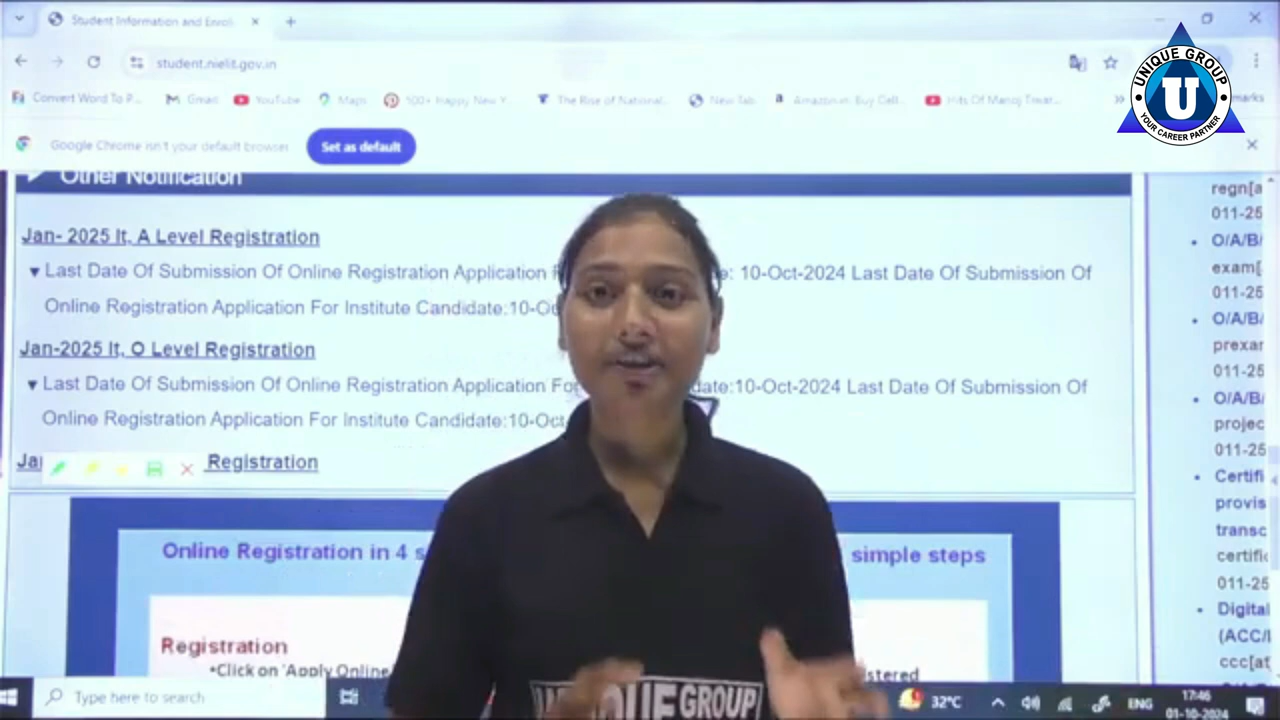 Student Information and Enrol
student.nielit.gov.in
Convert Word To P...
Gmail
YouTube
Maps
100+ Happy New Y...
The Rise of National...
New Tab
Amazon.in: Buy Cell...
Hits Of Manoj Tiwar...
marks
UNIQUE GROUP
U
YOUR CAREER PARTNER
Google Chrome isn't your default browser
Set as default
Other Notification
Jan- 2025 It, A Level Registration
Last Date Of Submission Of Online Registration Application
e: 10-Oct-2024 Last Date Of Submission Of
Online Registration Application For Institute Candidate:10-Oc
Jan-2025 It, O Level Registration
Last Date Of Submission Of Online Registration Application For
date:10-Oct-2024 Last Date Of Submission Of
Online Registration Application For Institute Candidate:10-Oct
Ja
Registration
Online Registration in 4 s
simple steps
Registration
•Click on 'Apply Online
stered
regn[a
011-25
• O/A/B/
exam[
011-25
• O/A/B/
prexar
011-25
• O/A/B/
projec
011-25
• Certifi
provis
transc
certific
011-25
• Digital
(ACC/
ccc[at
UNIQUE GROUP
Type here to search
32°C
ENG
17:46
01-10-2024